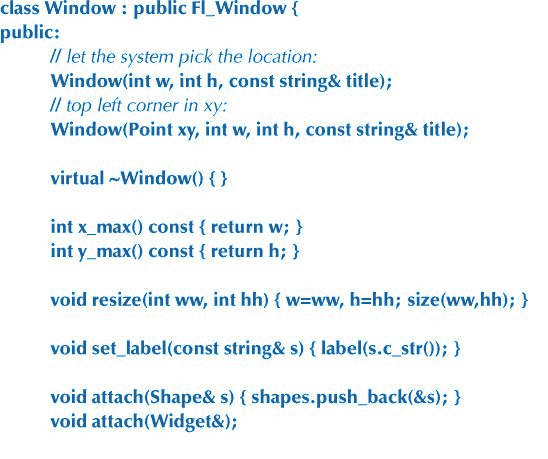 class Window : public Fl_Window {
public:
// let the system pick the location:
Window(int w, int h, const string& title);
// top left corner in xy:
Window(Point xy, int w, int h, const string& title);
virtual ~Window() { }
int x_max() const { return w; }
int y_max() const { return h; }
void resize(int ww, int hh) { w=ww, h=hh; size(ww,hh); }
void set_label(const string& s) { label(s.c_str()); }
void attach(Shape& s) { shapes.push_back(&s); }
void attach(Widget&);